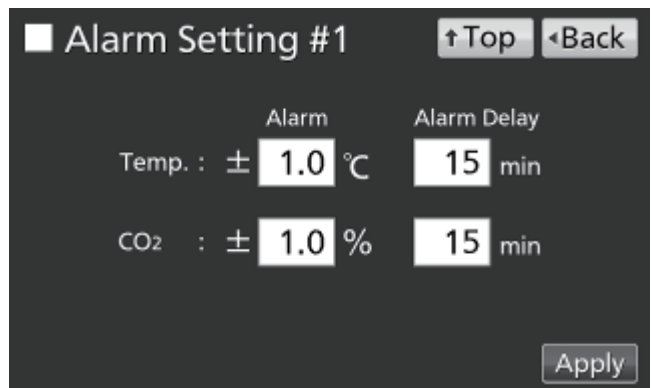 Alarm Setting #1 ↑Top ◂Back
Alarm Alarm Delay
Temp. : ± 1.0 ℃ 15 min
CO2 : ± 1.0 % 15 min
Apply